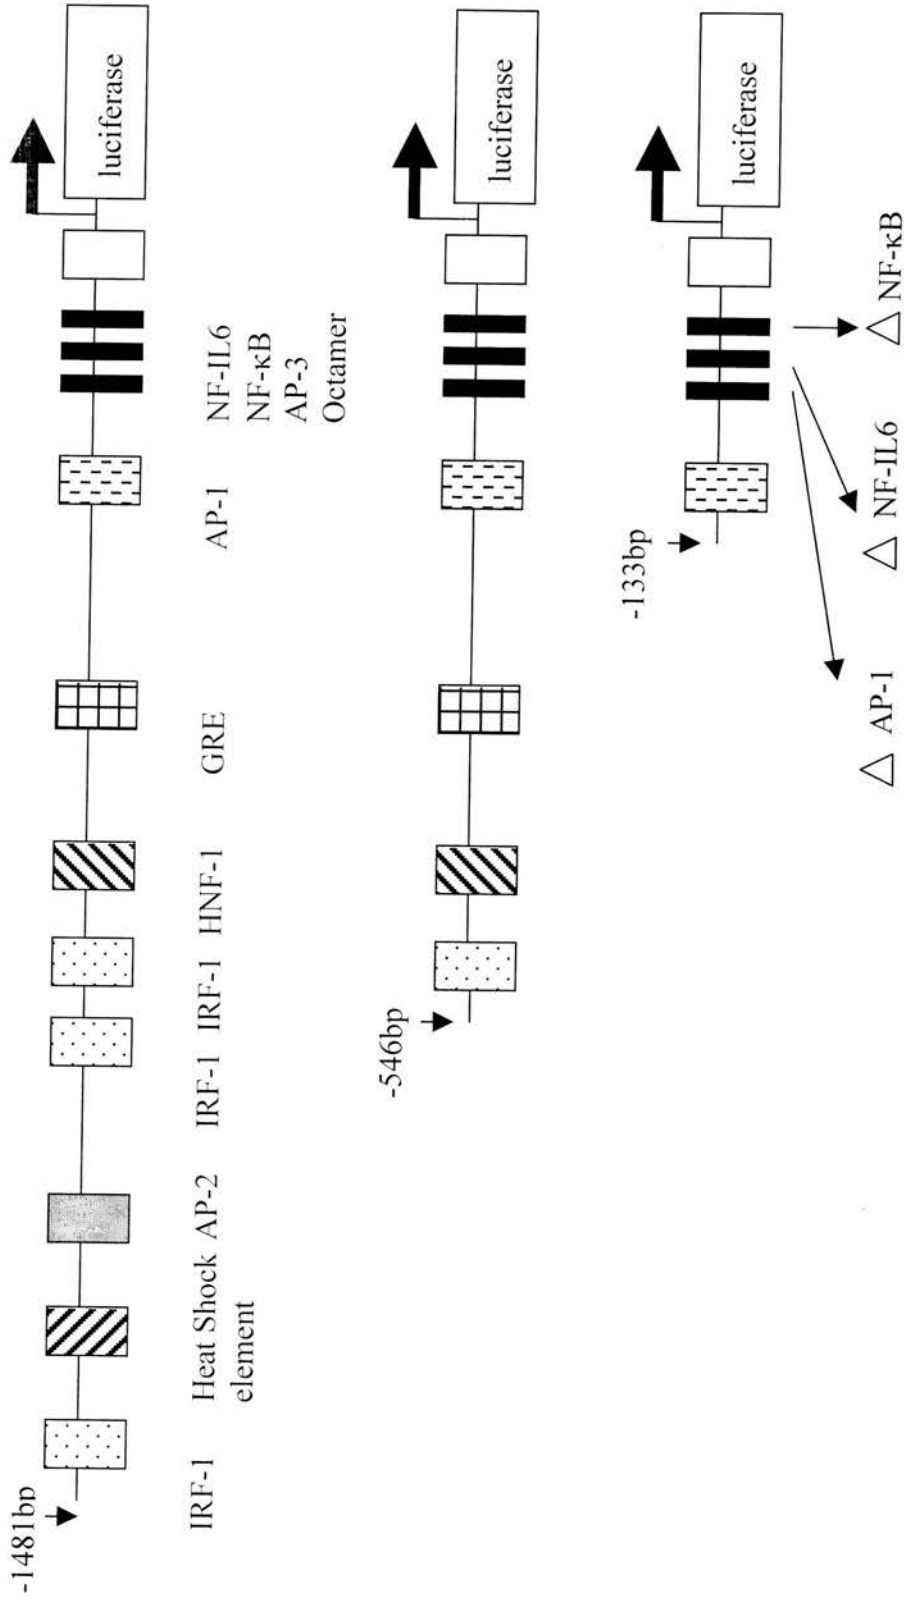 -1481bp
luciferase
IRF-1
Heat Shock
element
AP-2
IRF-1
IRF-1
HNF-1
GRE
AP-1
NF-IL6
NF-κB
AP-3
Octamer
-546bp
luciferase
-133bp
luciferase
△ AP-1
△ NF-IL6
△ NF-κB